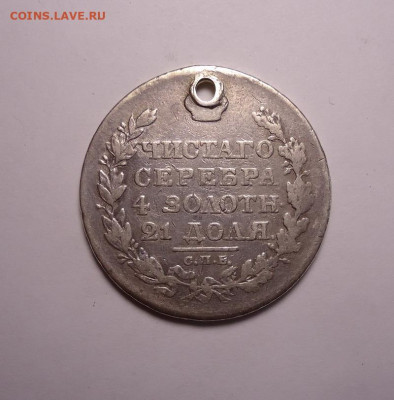 COINS.LAVE.RU
ЧИСТАГО
СЕРЕБРА
4 ЗОЛОТН
21 ДОЛЯ.
С.П.Б.